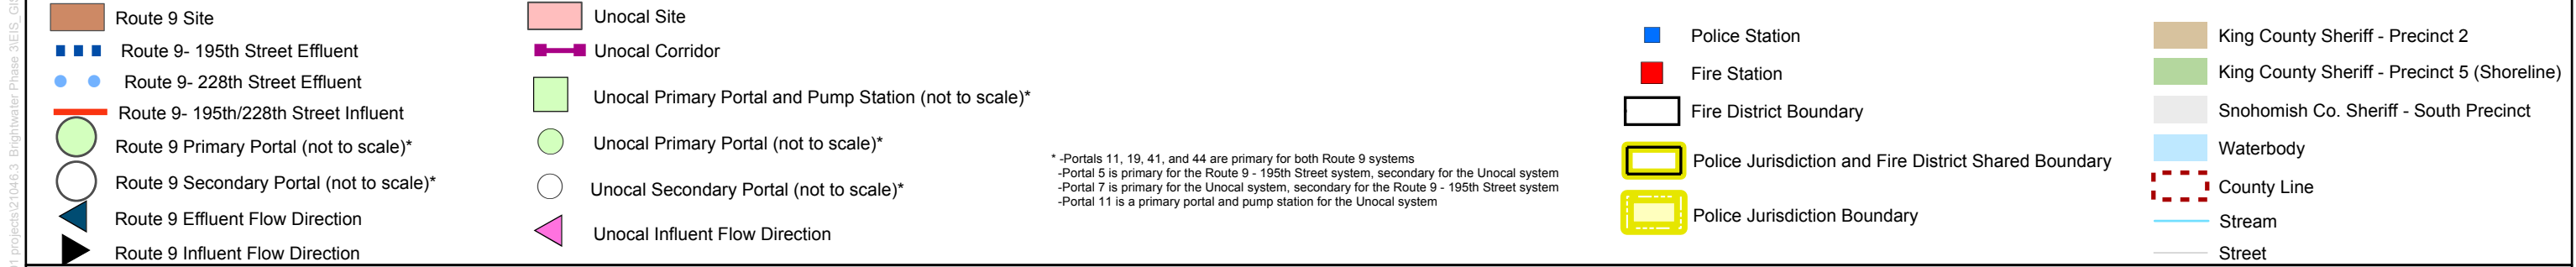 91 projects\21046.3 Brightwater Phase 3\EIS_GIS
Route 9 Site
Route 9- 195th Street Effluent
Route 9- 228th Street Effluent
Route 9- 195th/228th Street Influent
Route 9 Primary Portal (not to scale)*
Route 9 Secondary Portal (not to scale)*
Route 9 Effluent Flow Direction
Route 9 Influent Flow Direction
Unocal Site
Unocal Corridor
Unocal Primary Portal and Pump Station (not to scale)*
Unocal Primary Portal (not to scale)*
Unocal Secondary Portal (not to scale)*
Unocal Influent Flow Direction
* -Portals 11, 19, 41, and 44 are primary for both Route 9 systems
-Portal 5 is primary for the Route 9 - 195th Street system, secondary for the Unocal system
-Portal 7 is primary for the Unocal system, secondary for the Route 9 - 195th Street system
-Portal 11 is a primary portal and pump station for the Unocal system
Police Station
Fire Station
Fire District Boundary
Police Jurisdiction and Fire District Shared Boundary
Police Jurisdiction Boundary
King County Sheriff - Precinct 2
King County Sheriff - Precinct 5 (Shoreline)
Snohomish Co. Sheriff - South Precinct
Waterbody
County Line
Stream
Street